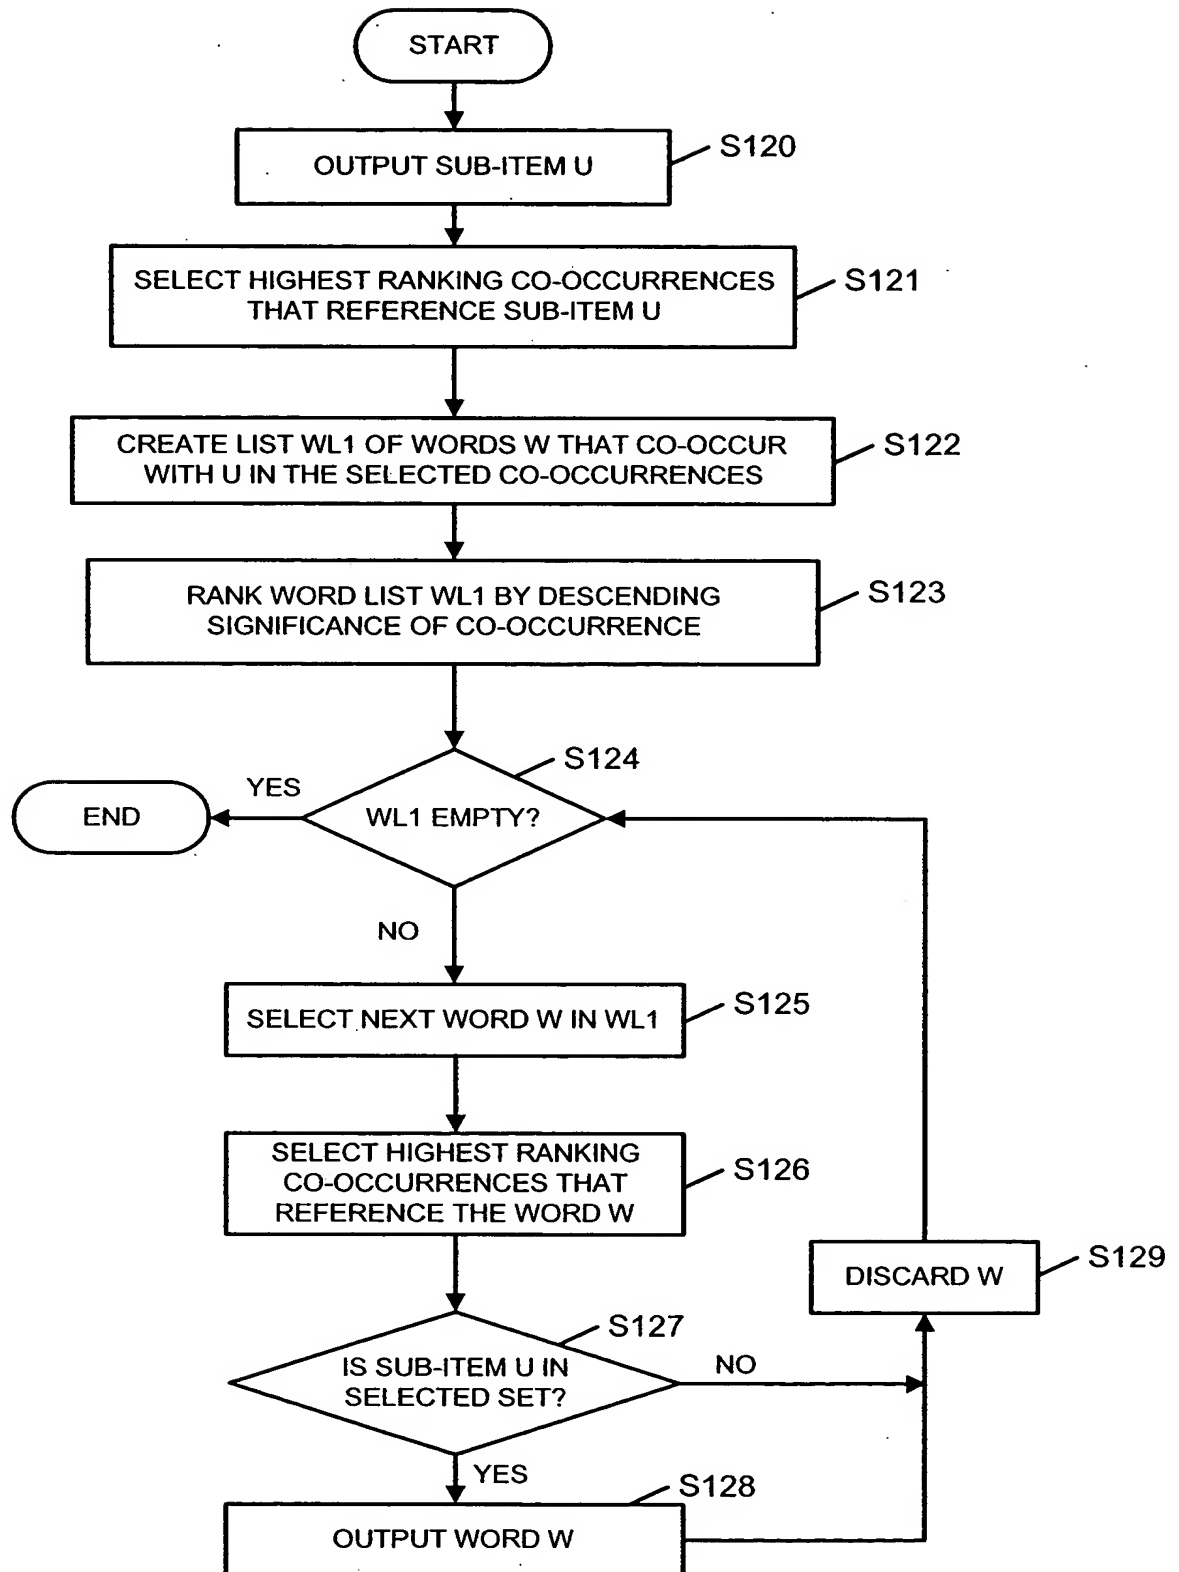 START
OUTPUT SUB-ITEM U
S120
SELECT HIGHEST RANKING CO-OCCURRENCES
THAT REFERENCE SUB-ITEM U
S121
CREATE LIST WL1 OF WORDS W THAT CO-OCCUR
WITH U IN THE SELECTED CO-OCCURRENCES
S122
RANK WORD LIST WL1 BY DESCENDING
SIGNIFICANCE OF CO-OCCURRENCE
S123
S124
WL1 EMPTY?
YES
END
NO
SELECT NEXT WORD W IN WL1
S125
SELECT HIGHEST RANKING
CO-OCCURRENCES THAT
REFERENCE THE WORD W
S126
DISCARD W
S129
S127
IS SUB-ITEM U IN
SELECTED SET?
NO
YES
S128
OUTPUT WORD W